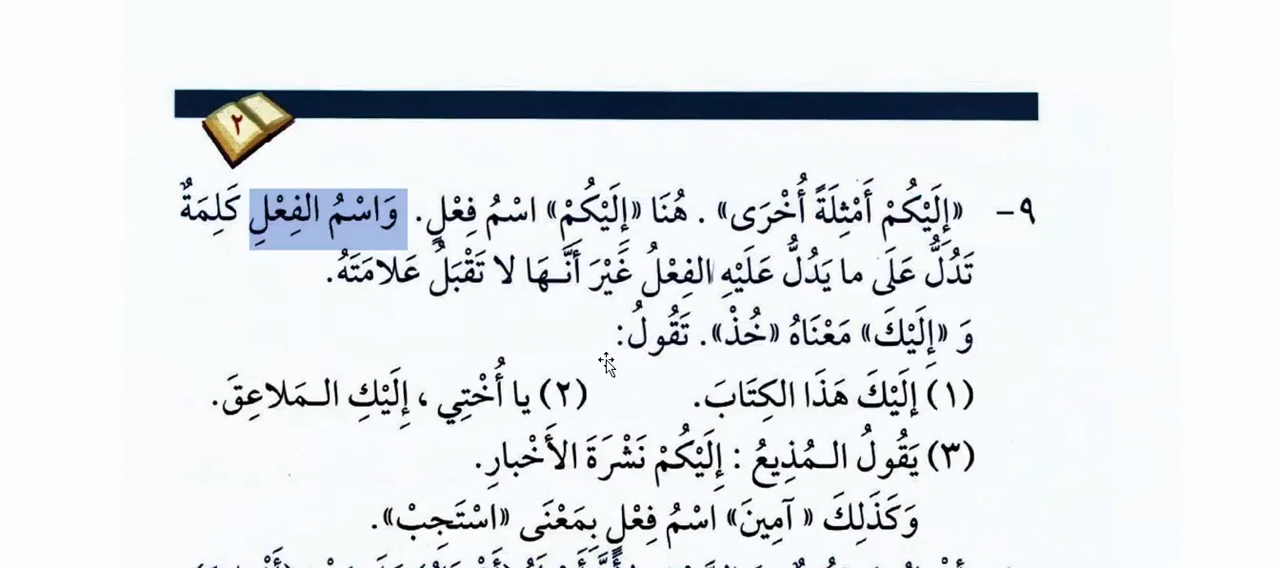 ٢
٩- «إِلَيْكُمْ أَمْثِلَةً أُخْرَى» . هُنَا «إِلَيْكُمْ» اسْمُ فِعْلٍ. وَاسْمُ الفِعْلِ كَلِمَةٌ
تَدُلُّ عَلَى ما يَدُلُّ عَلَيْهِ الفِعْلُ غَيْرَ أَنَّـهَا لا تَقْبَلُ عَلامَتَهُ.
وَ «إِلَيْكَ» مَعْنَاهُ «خُذْ». تَقُولُ:
(١) إلَيْكَ هَذَا الكِتَابَ. (٢) يا أُخْتِي ، إِلَيْكِ الـمَلاعِقَ.
(٣) يَقُولُ الـمُذِيعُ : إِلَيْكُمْ نَشْرَةَ الأَخْبارِ.
وَكَذَلِكَ « آمِينَ» اسْمُ فِعْلٍ بِمَعْنَى «اسْتَجِبْ».